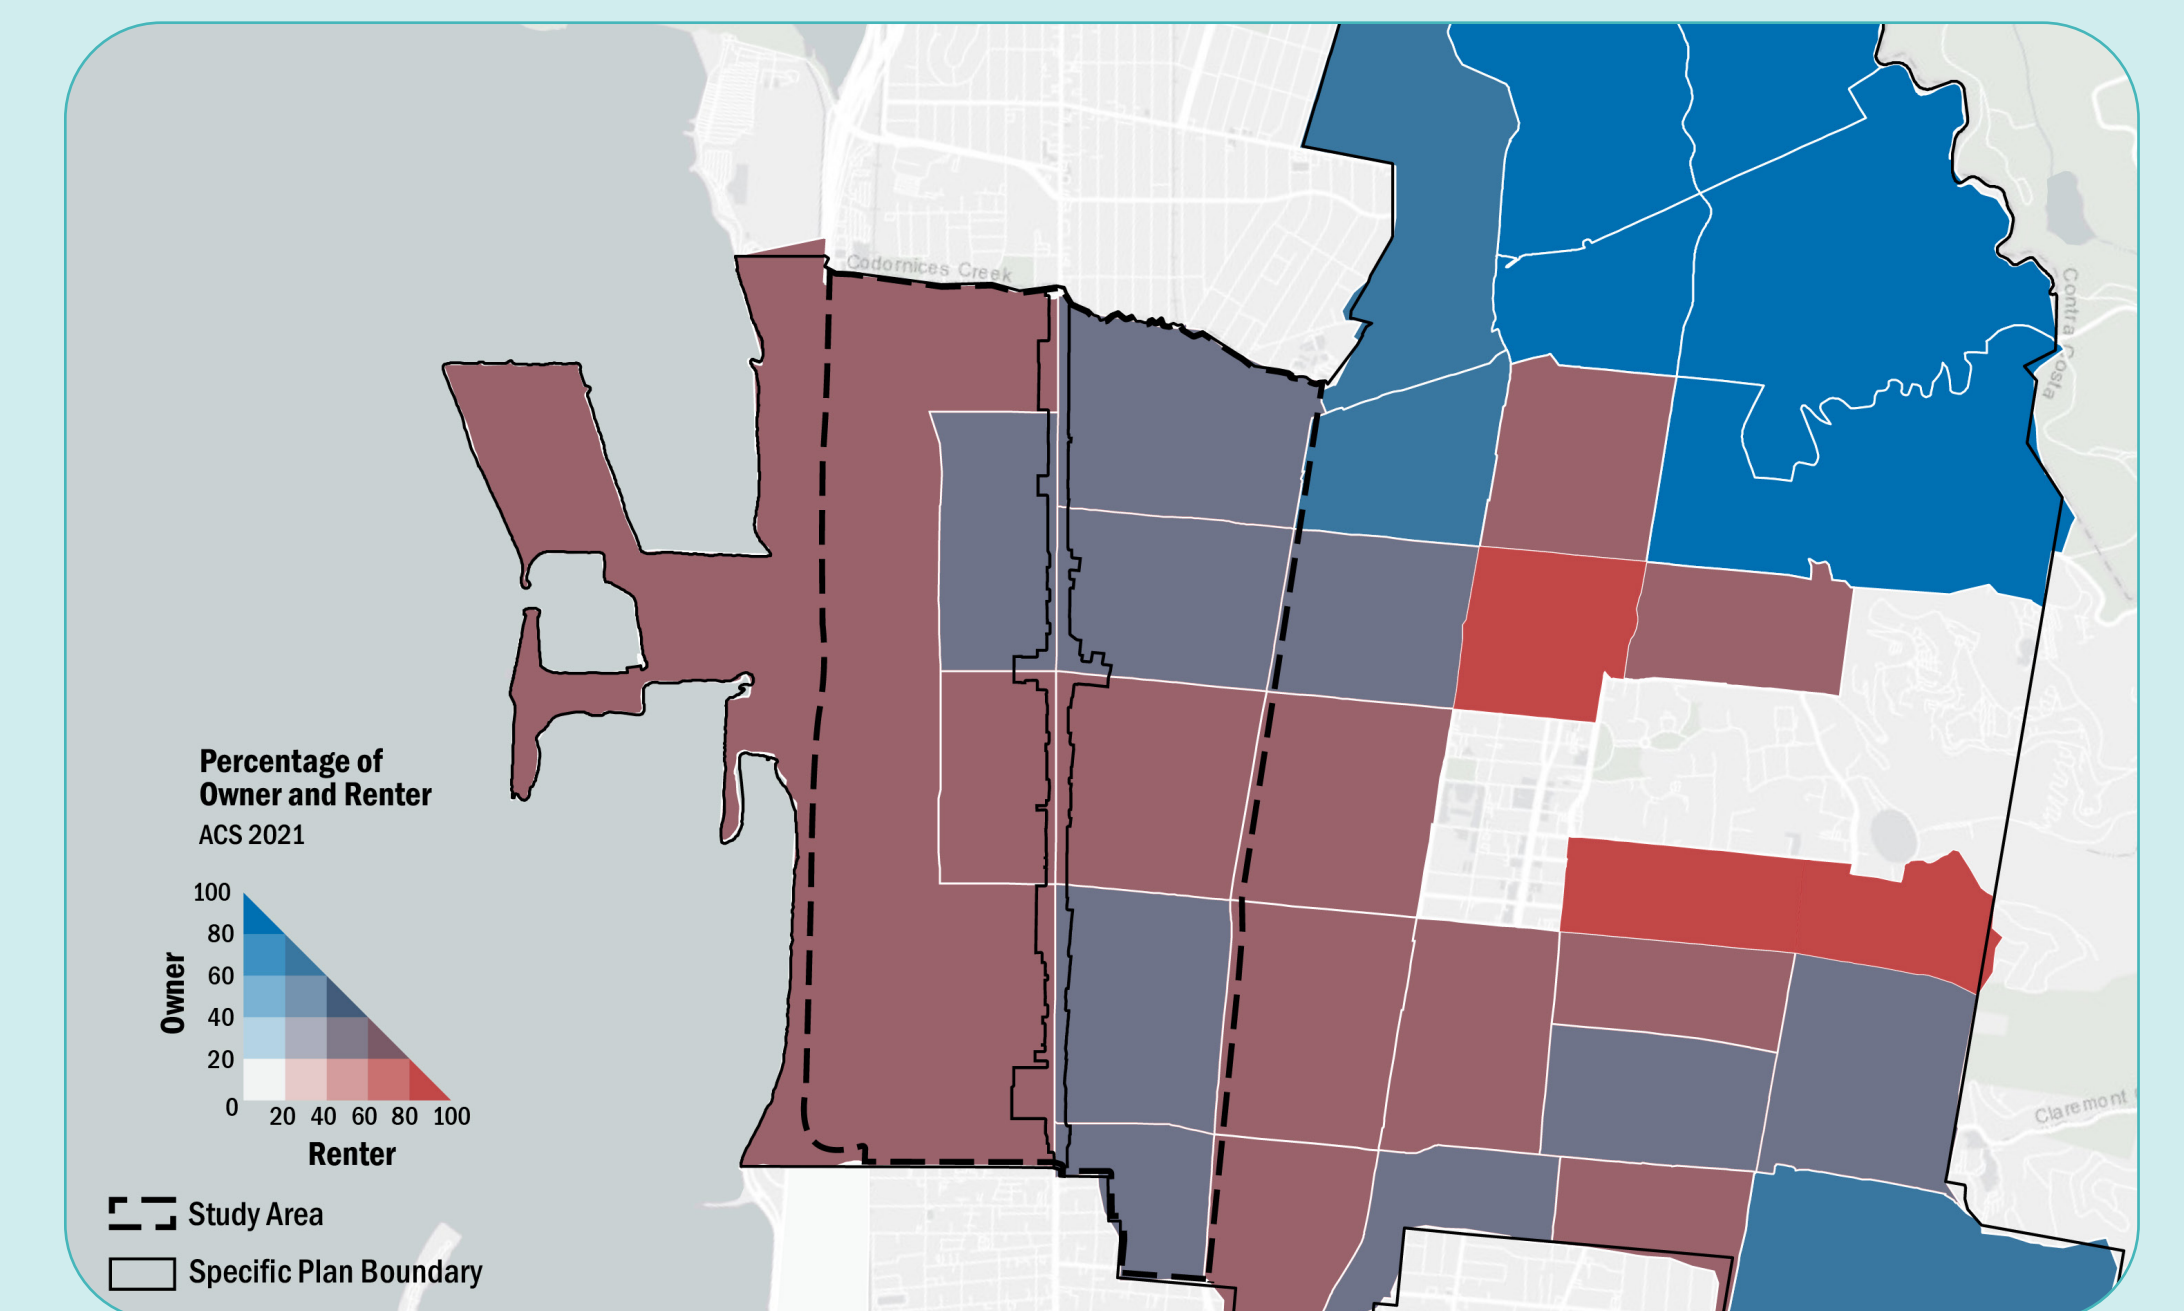 Codornices Creek
Contra Costa
Percentage of
Owner and Renter
ACS 2021
100
80
60
40
20
0
Owner
20 40 60 80 100
Renter
Claremont
Study Area
Specific Plan Boundary